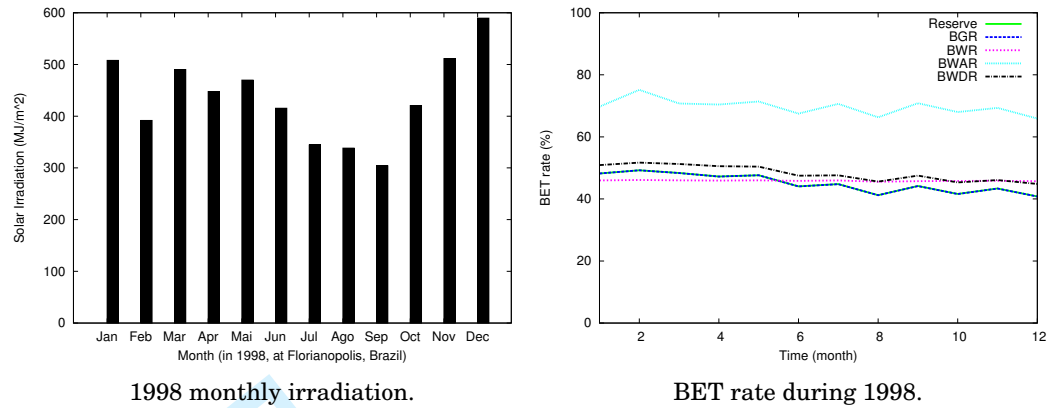 600
500
400
300
200
100
0
Solar Irradiation (MJ/m^2)
Jan Feb Mar Apr Mai Jun Jul Ago Sep Oct Nov Dec
Month (in 1998, at Florianopolis, Brazil)
1998 monthly irradiation.
100
80
60
40
20
0
BET rate (%)
Reserve
BGR
BWR
BWAR
BWDR
2 4 6 8 10 12
Time (month)
BET rate during 1998.